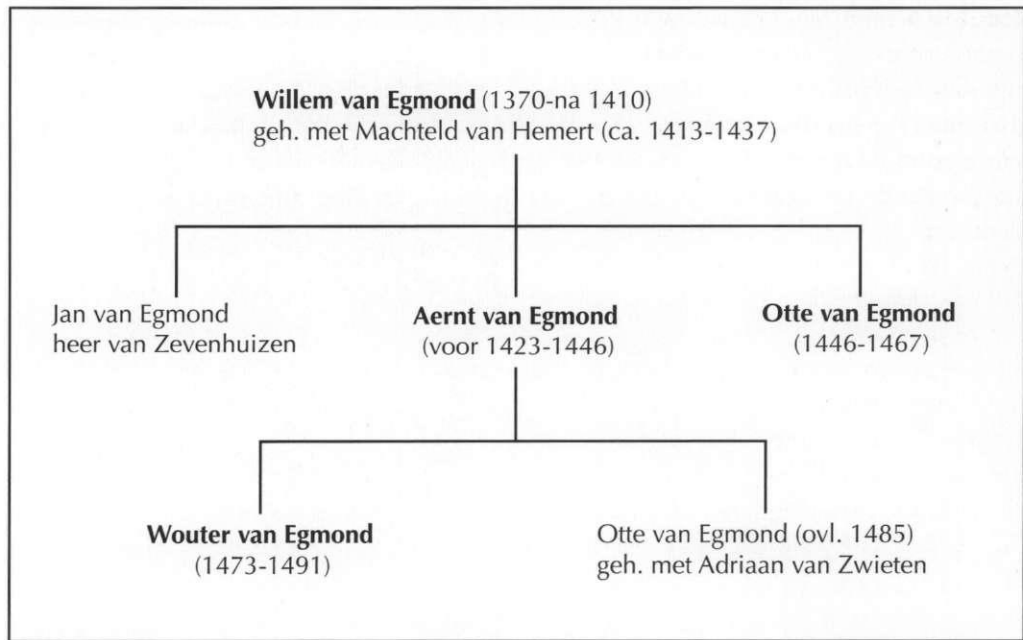 Willem van Egmond (1370-na 1410)
geh. met Machteld van Hemert (ca. 1413-1437)
Jan van Egmond
heer van Zevenhuizen
Aernt van Egmond
(voor 1423-1446)
Otte van Egmond
(1446-1467)
Wouter van Egmond
(1473-1491)
Otte van Egmond (ovl. 1485)
geh. met Adriaan van Zwieten